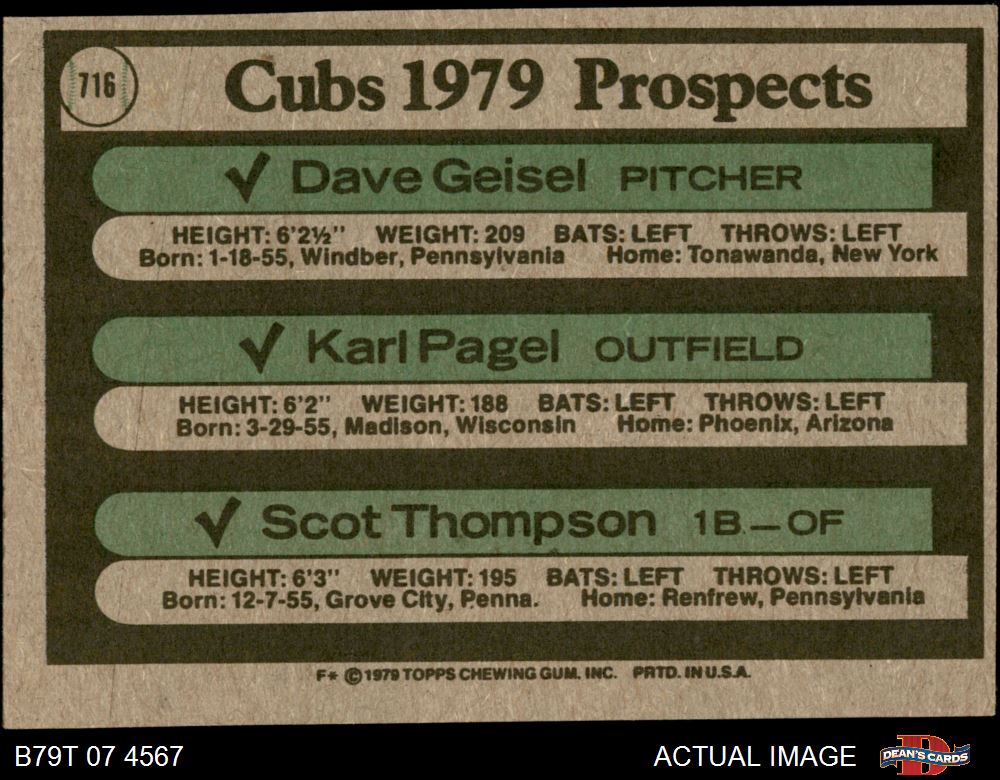 716
Cubs 1979 Prospects
✓ Dave Geisel PITCHER
HEIGHT: 6'2½" WEIGHT: 209 BATS: LEFT THROWS: LEFT
Born: 1-18-55, Windber, Pennsylvania Home: Tonawanda, New York
✓ Karl Pagel OUTFIELD
HEIGHT: 6'2" WEIGHT: 188 BATS: LEFT THROWS: LEFT
Born: 3-29-55, Madison, Wisconsin Home: Phoenix, Arizona
✓ Scot Thompson 1B.—OF
HEIGHT: 6'3" WEIGHT: 195 BATS: LEFT THROWS: LEFT
Born: 12-7-55, Grove City, Penna. Home: Renfrew, Pennsylvania
F* © 1979 TOPPS CHEWING GUM. INC. PRTD. IN U.S.A.
B79T 07 4567
ACTUAL IMAGE
D
DEAN'S CARDS